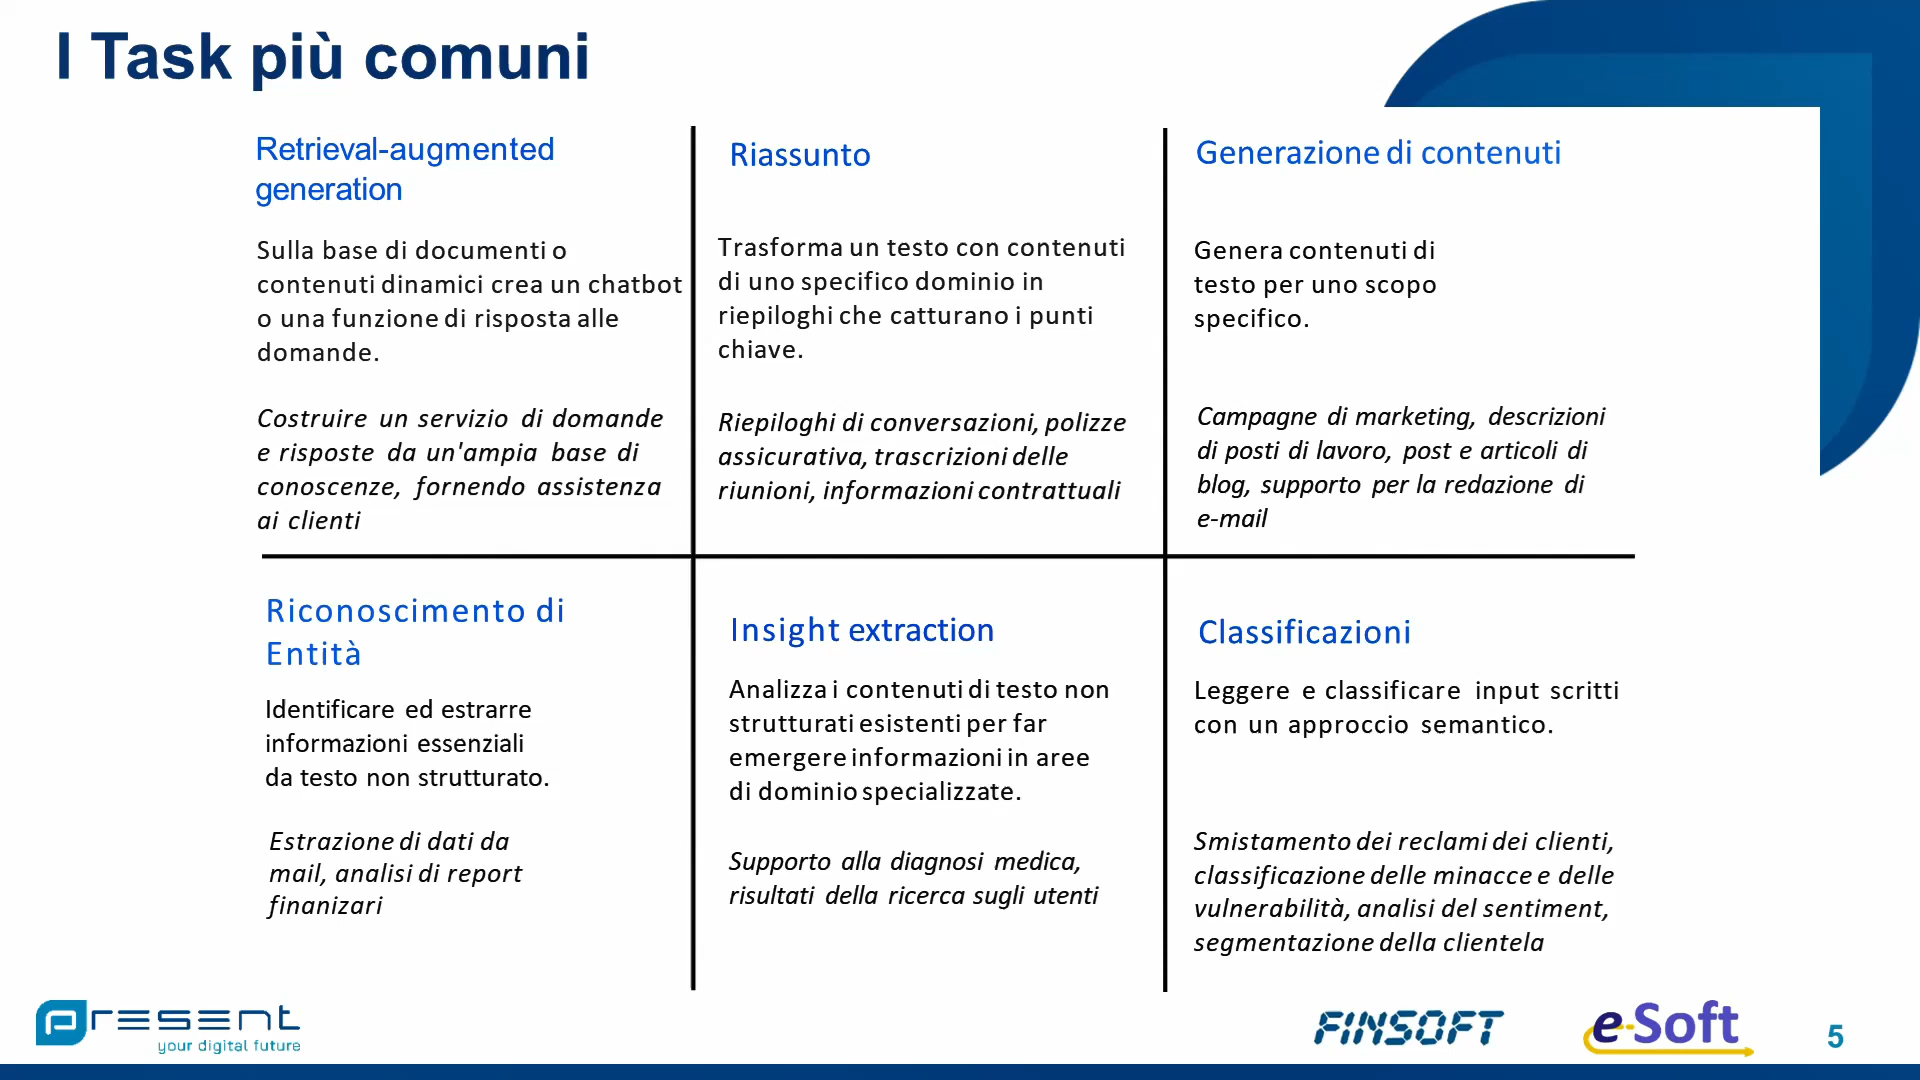 I Task più comuni
Retrieval-augmented
generation
Sulla base di documenti o
contenuti dinamici crea un chatbot
o una funzione di risposta alle
domande.
Costruire un servizio di domande
e risposte da un'ampia base di
conoscenze, fornendo assistenza
ai clienti
Riassunto
Trasforma un testo con contenuti
di uno specifico dominio in
riepiloghi che catturano i punti
chiave.
Riepiloghi di conversazioni, polizze
assicurativa, trascrizioni delle
riunioni, informazioni contrattuali
Generazione di contenuti
Genera contenuti di
testo per uno scopo
specifico.
Campagne di marketing, descrizioni
di posti di lavoro, post e articoli di
blog, supporto per la redazione di
e-mail
Riconoscimento di
Entità
Identificare ed estrarre
informazioni essenziali
da testo non strutturato.
Estrazione di dati da
mail, analisi di report
finanizari
Insight extraction
Analizza i contenuti di testo non
strutturati esistenti per far
emergere informazioni in aree
di dominio specializzate.
Supporto alla diagnosi medica,
risultati della ricerca sugli utenti
Classificazioni
Leggere e classificare input scritti
con un approccio semantico.
Smistamento dei reclami dei clienti,
classificazione delle minacce e delle
vulnerabilità, analisi del sentiment,
segmentazione della clientela
present
your digital future
FINSOFT
e-Soft
5